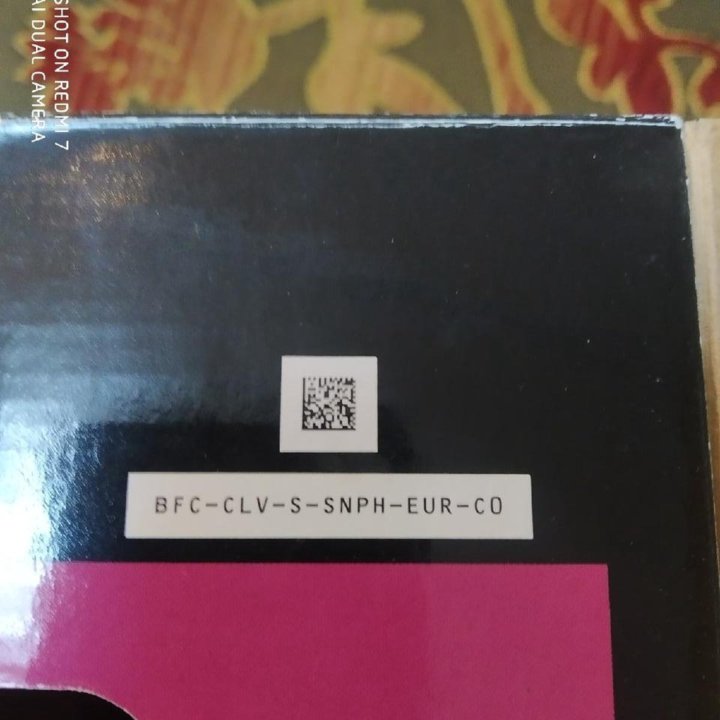 SHOT ON REDMI 7
AI DUAL CAMERA
BFC-CLV-S-SNPH-EUR-CO